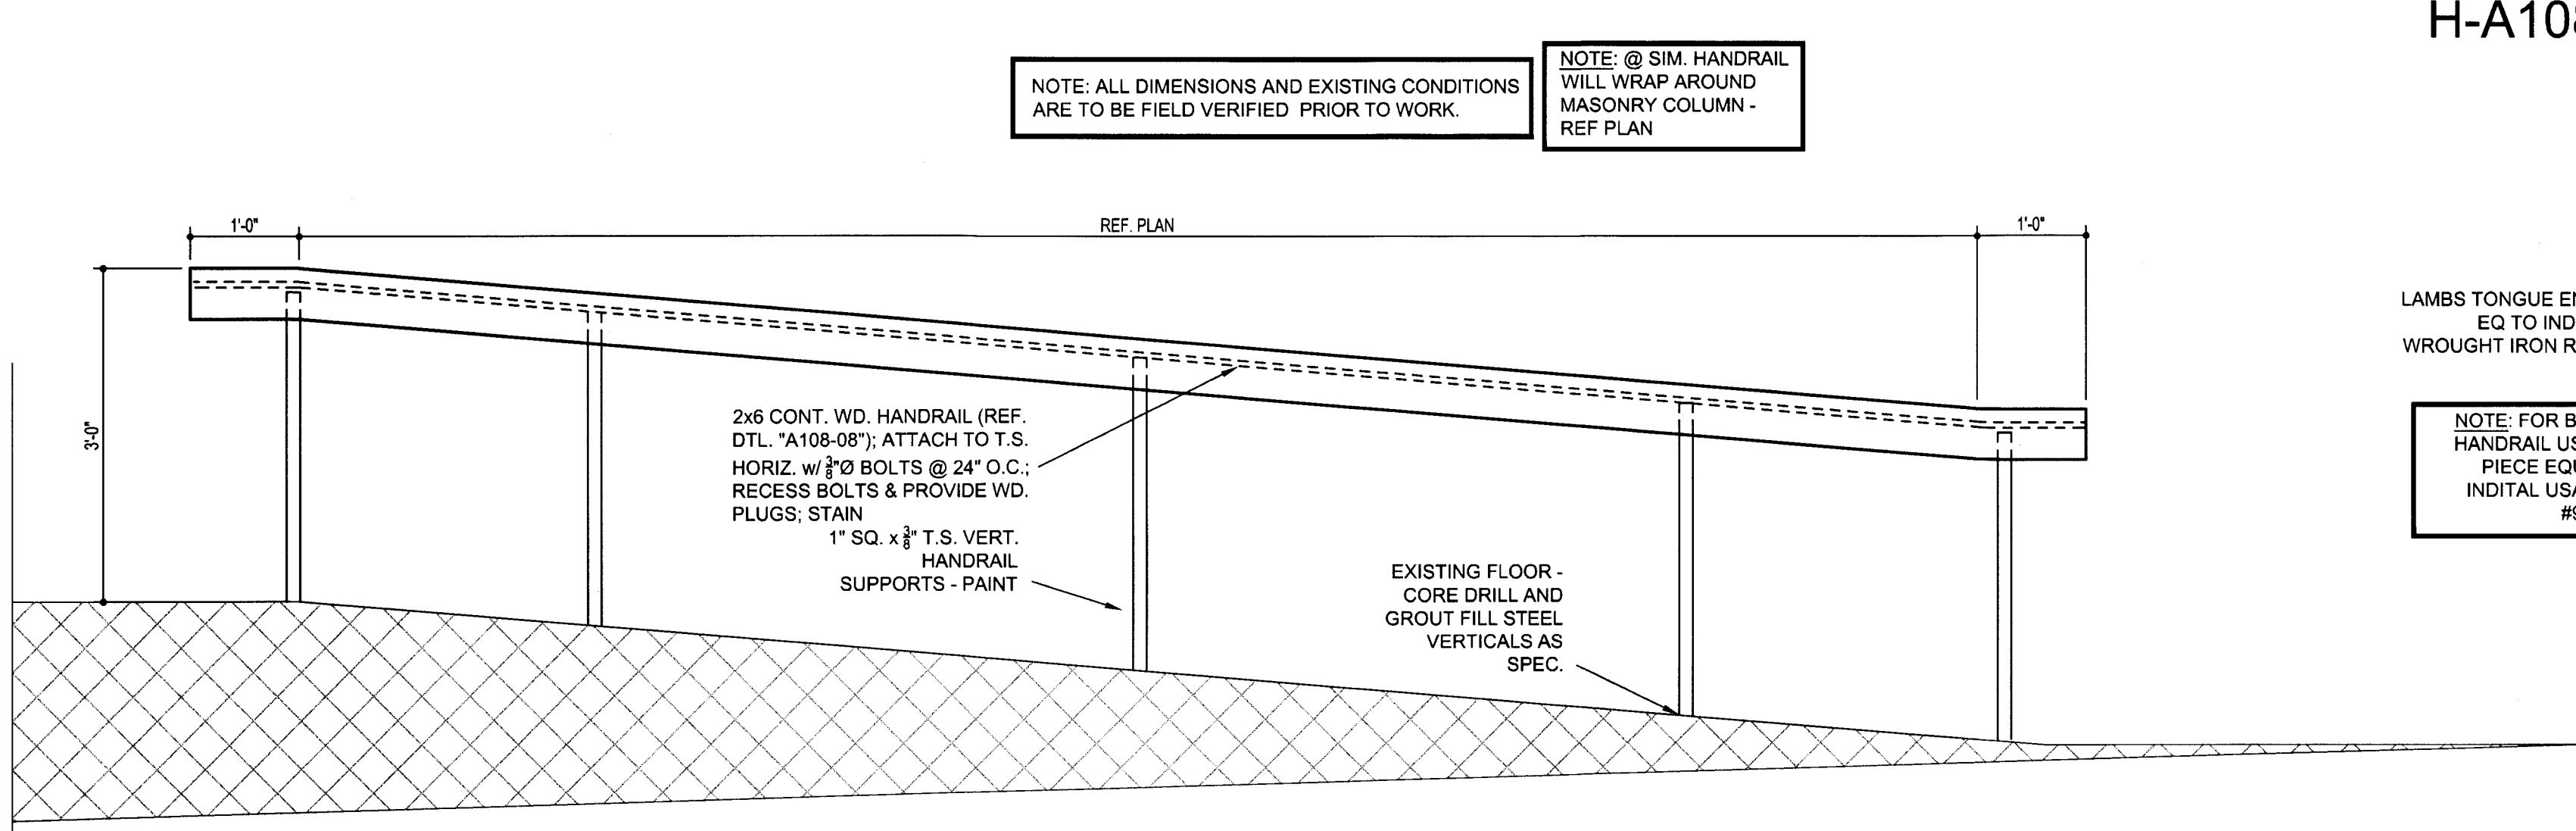 H-A108
NOTE: ALL DIMENSIONS AND EXISTING CONDITIONS
ARE TO BE FIELD VERIFIED PRIOR TO WORK.
NOTE: @ SIM. HANDRAIL
WILL WRAP AROUND
MASONRY COLUMN -
REF PLAN
1'-0"
REF. PLAN
1'-0"
3'-0"
2x6 CONT. WD. HANDRAIL (REF.
DTL. "A108-08"); ATTACH TO T.S.
HORIZ. w/ 3/8"Ø BOLTS @ 24" O.C.;
RECESS BOLTS & PROVIDE WD.
PLUGS; STAIN
1" SQ. x 3/8" T.S. VERT.
HANDRAIL
SUPPORTS - PAINT
EXISTING FLOOR -
CORE DRILL AND
GROUT FILL STEEL
VERTICALS AS
SPEC.
LAMBS TONGUE
EQ TO
WROUGHT IRON
NOTE: FOR
HANDRAIL
PIECE
INDITAL